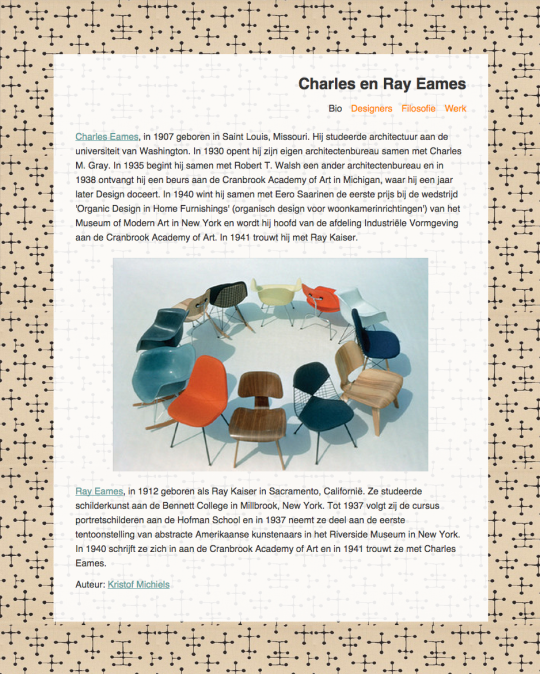 Charles en Ray Eames
Bio Designers Filosofie Werk
Charles Eames, in 1907 geboren in Saint Louis, Missouri. Hij studeerde architectuur aan de
universiteit van Washington. In 1930 opent hij zijn eigen architectenbureau samen met Charles
M. Gray. In 1935 begint hij samen met Robert T. Walsh een ander architectenbureau en in
1938 ontvangt hij een beurs aan de Cranbrook Academy of Art in Michigan, waar hij een jaar
later Design doceert. In 1940 wint hij samen met Eero Saarinen de eerste prijs bij de wedstrijd
'Organic Design in Home Furnishings' (organisch design voor woonkamerinrichtingen') van het
Museum of Modern Art in New York en wordt hij hoofd van de afdeling Industriële Vormgeving
aan de Cranbrook Academy of Art. In 1941 trouwt hij met Ray Kaiser.
Ray Eames, in 1912 geboren als Ray Kaiser in Sacramento, Californië. Ze studeerde
schilderkunst aan de Bennett College in Millbrook, New York. Tot 1937 volgt zij de cursus
portretschilderen aan de Hofman School en in 1937 neemt ze deel aan de eerste
tentoonstelling van abstracte Amerikaanse kunstenaars in het Riverside Museum in New York.
In 1940 schrijft ze zich in aan de Cranbrook Academy of Art en in 1941 trouwt ze met Charles
Eames.
Auteur: Kristof Michiels